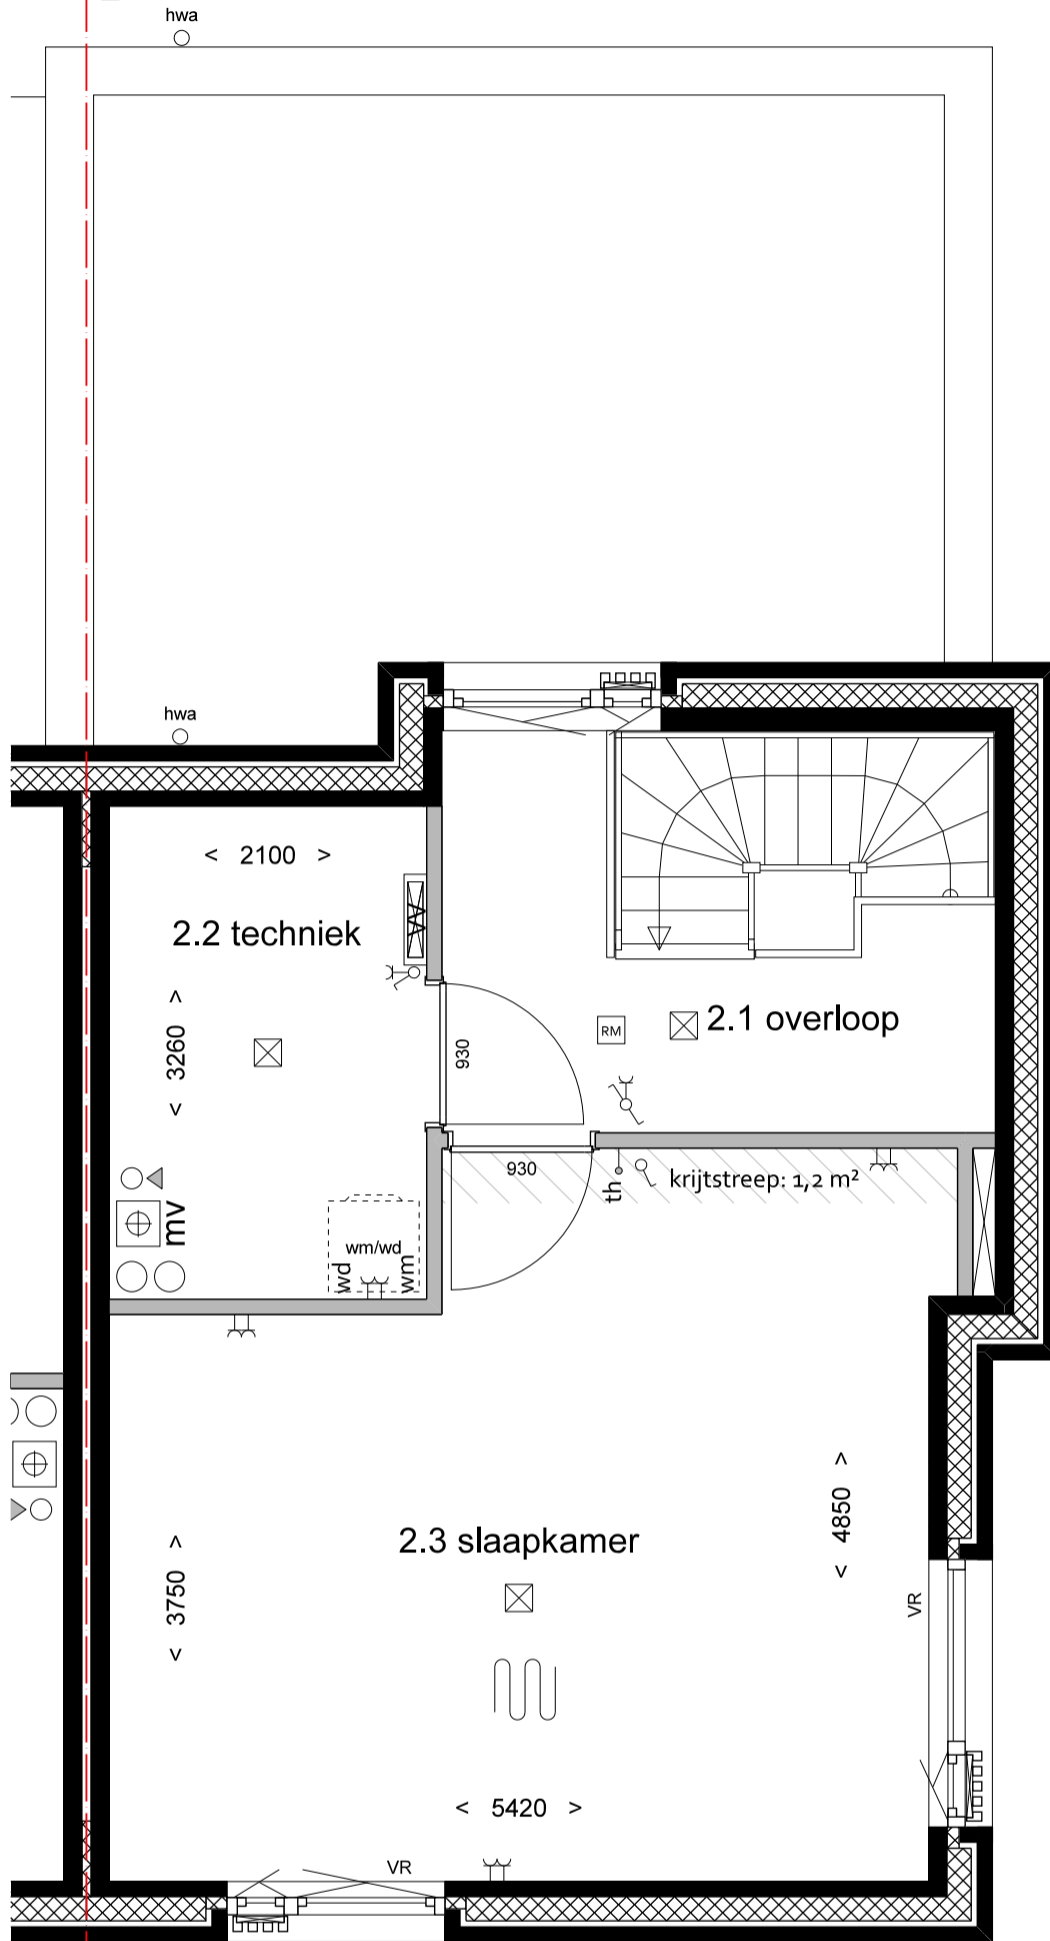 hwa
hwa
< 2100 >
2.2 techniek
W
< 3260 >
930
RM
2.1 overloop
930
th
krijtstreep: 1,2 m²
mv
wm/wd
wd
wm
< 4850 >
2.3 slaapkamer
< 3750 >
VR
< 5420 >
VR